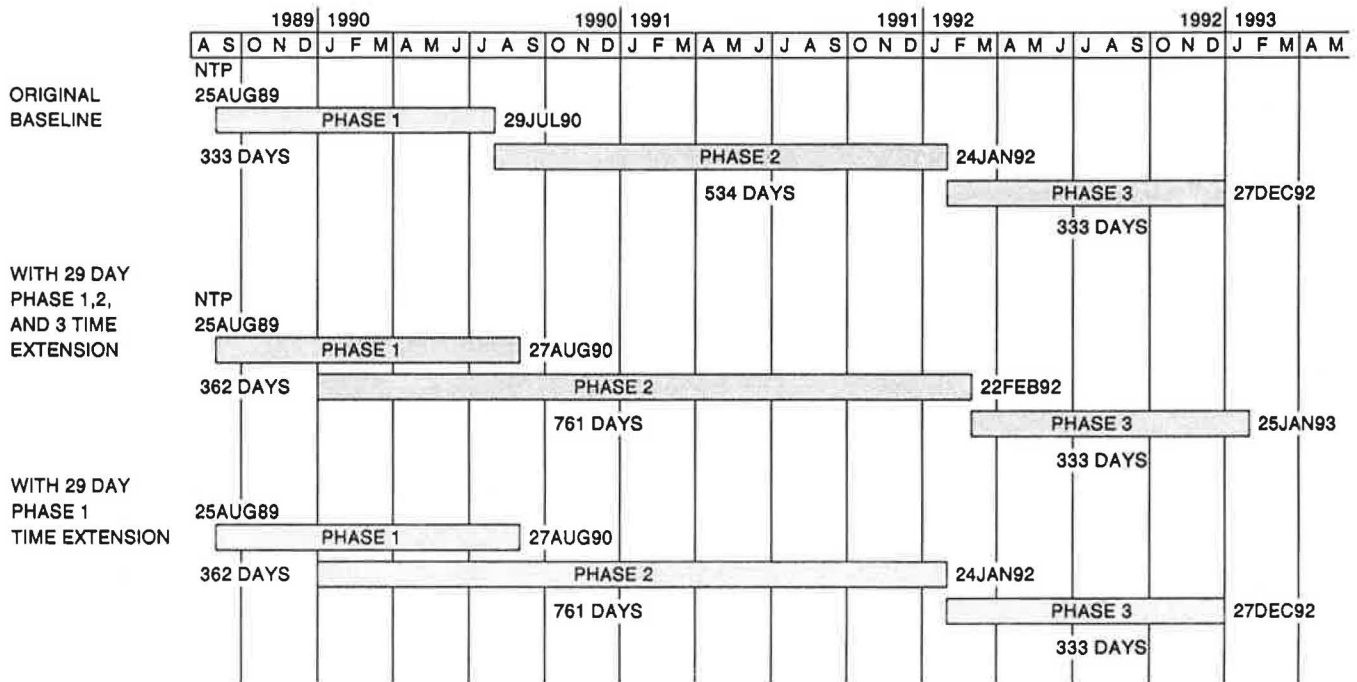 1989 1990 1990 1991 1991 1992 1992 1993
A S O N D J F M A M J J A S O N D J F M A M J J A S O N D J F M A M J J A S O N D J F M A M
NTP
ORIGINAL 25AUG89
BASELINE PHASE 1 29JUL90
333 DAYS PHASE 2 24JAN92
534 DAYS PHASE 3 27DEC92
333 DAYS
WITH 29 DAY
PHASE 1,2, NTP
AND 3 TIME 25AUG89
EXTENSION PHASE 1 27AUG90
362 DAYS PHASE 2 22FEB92
761 DAYS PHASE 3 25JAN93
333 DAYS
WITH 29 DAY
PHASE 1 25AUG89
TIME EXTENSION PHASE 1 27AUG90
362 DAYS PHASE 2 24JAN92
761 DAYS PHASE 3 27DEC92
333 DAYS